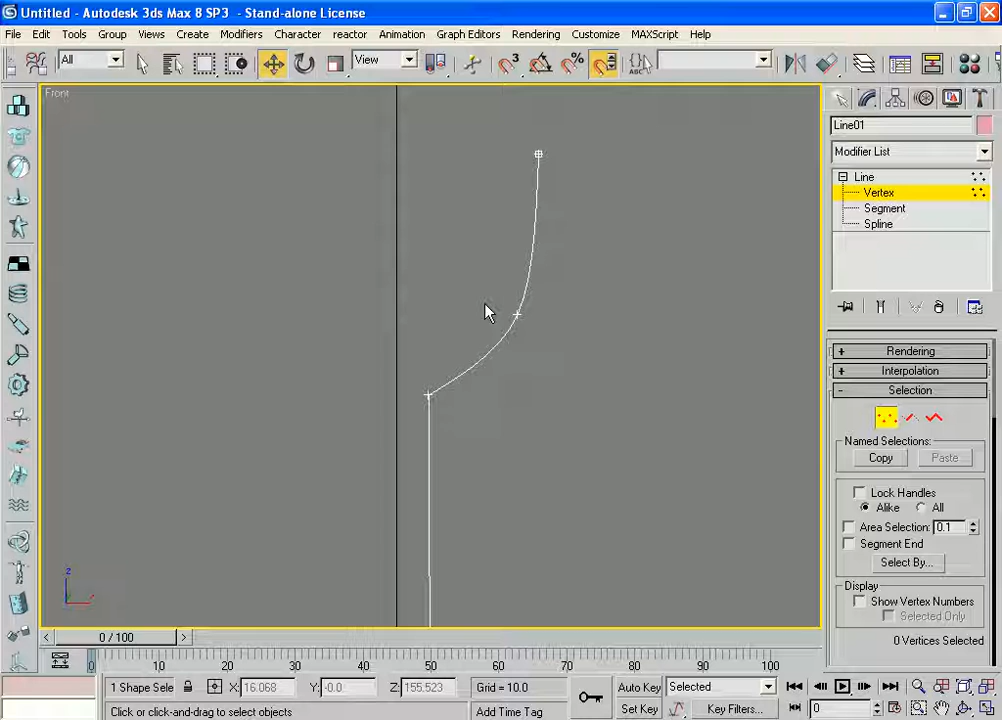 Untitled - Autodesk 3ds Max 8 SP3 - Stand-alone License
File Edit Tools Group Views Create Modifiers Character reactor Animation Graph Editors Rendering Customize MAXScript Help
All View 3 % ABC
Front
Line01
Modifier List
Line
Vertex
Segment
Spline
+ Rendering
+ Interpolation
- Selection
Named Selections:
Copy Paste
Lock Handles
Alike All
Area Selection: 0.1
Segment End
Select By...
Display
Show Vertex Numbers
Selected Only
0 Vertices Selected
z
0 / 100
0 10 20 30 40 50 60 70 80 90 100
1 Shape Sele X: 16.068 Y: -0.0 Z: 155.523 Grid = 10.0 Auto Key Selected
Click or click-and-drag to select objects Add Time Tag Set Key Key Filters... 0